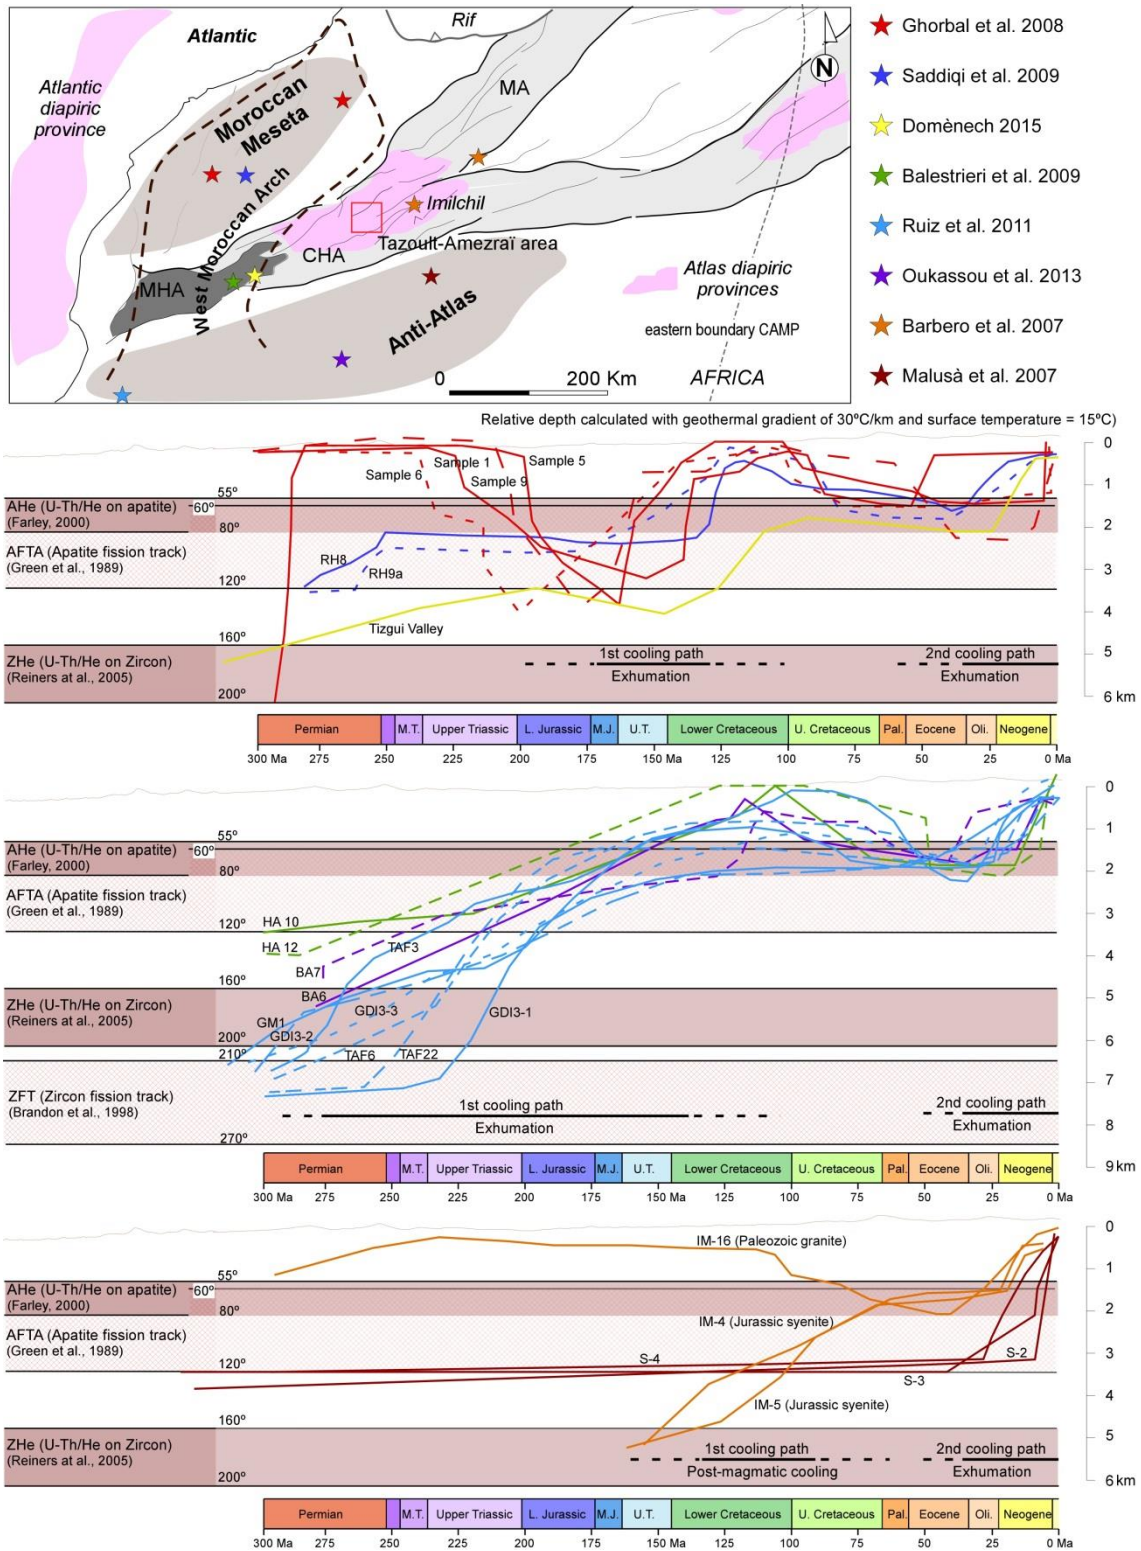 Atlantic
Rif
Atlantic
diapiric
province
Moroccan
Meseta
MA
N
West Moroccan Arch
Imilchil
Tazoult-Amezraï area
CHA
MHA
Anti-Atlas
Atlas diapiric
provinces
eastern boundary CAMP
0 200 Km
AFRICA
Ghorbal et al. 2008
Saddiqi et al. 2009
Domènech 2015
Balestrieri et al. 2009
Ruiz et al. 2011
Oukassou et al. 2013
Barbero et al. 2007
Malusà et al. 2007
Relative depth calculated with geothermal gradient of 30ºC/km and surface temperature = 15ºC)
0
Sample 6
Sample 1
Sample 5
Sample 9
1
55º
AHe (U-Th/He on apatite)
60º
(Farley, 2000)
80º
2
AFTA (Apatite fission track)
(Green et al., 1989)
RH8
RH9a
3
120º
4
Tizgui Valley
160º
ZHe (U-Th/He on Zircon)
(Reiners at al., 2005)
1st cooling path
Exhumation
2nd cooling path
Exhumation
5
200º
6 km
Permian M.T. Upper Triassic L. Jurassic M.J. U.T. Lower Cretaceous U. Cretaceous Pal. Eocene Oli. Neogene
300 Ma 275 250 225 200 174 150 Ma 125 100 75 50 25 0 Ma
0
1
55º
AHe (U-Th/He on apatite)
60º
(Farley, 2000)
80º
2
AFTA (Apatite fission track)
(Green et al., 1989)
3
HA 10
120º
HA 12
TAF3
4
BA7
160º
BA6
5
ZHe (U-Th/He on Zircon)
(Reiners at al., 2005)
GM1
GDI3-3
GDI3-1
GDI3-2
200º
6
210º
TAF6
TAF22
7
ZFT (Zircon fission track)
(Brandon et al., 1998)
1st cooling path
Exhumation
2nd cooling path
Exhumation
8
270º
9 km
Permian M.T. Upper Triassic L. Jurassic M.J. U.T. Lower Cretaceous U. Cretaceous Pal. Eocene Oli. Neogene
300 Ma 275 250 225 200 174 150 Ma 125 100 75 50 25 0 Ma
0
IM-16 (Paleozoic granite)
1
55º
AHe (U-Th/He on apatite)
60º
(Farley, 2000)
80º
2
AFTA (Apatite fission track)
(Green et al., 1989)
IM-4 (Jurassic syenite)
3
S-4
S-2
120º
S-3
4
IM-5 (Jurassic syenite)
160º
ZHe (U-Th/He on Zircon)
(Reiners at al., 2005)
1st cooling path
Post-magmatic cooling
2nd cooling path
Exhumation
5
200º
6 km
Permian M.T. Upper Triassic L. Jurassic M.J. U.T. Lower Cretaceous U. Cretaceous Pal. Eocene Oli. Neogene
300 Ma 275 250 225 200 174 150 Ma 125 100 75 50 25 0 Ma